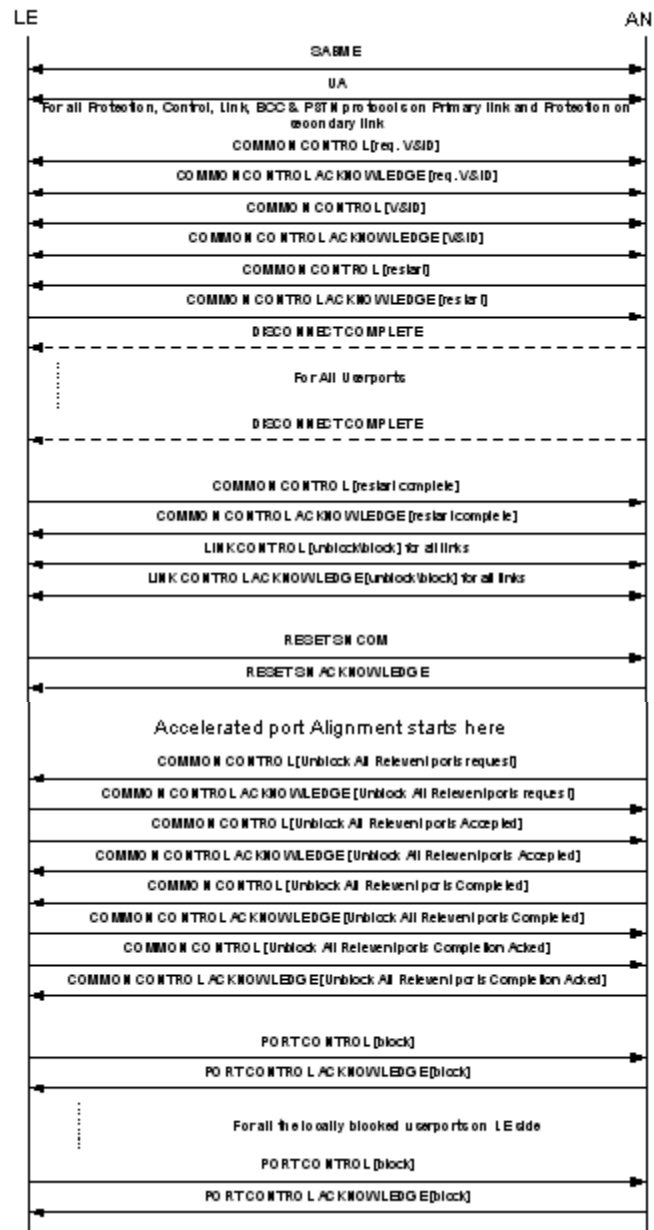 LE
AN
SABME
UA
For all Protection, Control, Link, BCC & PSTN protocols on Primary link and Protection on
secondary link
COMMON CONTROL[req. V5ID]
COMMON CONTROL ACKNOWLEDGE[req. V5ID]
COMMON CONTROL [V5ID]
COMMON CONTROL ACKNOWLEDGE [V5ID]
COMMON CONTROL [restart]
COMMON CONTROL ACKNOWLEDGE [restart]
DISCONNECT COMPLETE
For All Userports
DISCONNECT COMPLETE
COMMON CONTROL [restart complete]
COMMON CONTROL ACKNOWLEDGE [restart complete]
LINK CONTROL [unblock\block] for all links
LINK CONTROL ACKNOWLEDGE[unblock\block] for all links
RESET SN COM
RESET SN ACKNOWLEDGE
Accelerated port Alignment starts here
COMMON CONTROL[Unblock All Relevent ports request]
COMMON CONTROL ACKNOWLEDGE [Unblock All Relevent ports request]
COMMON CONTROL[Unblock All Relevent ports Accepted]
COMMON CONTROL ACKNOWLEDGE [Unblock All Relevent ports Accepted]
COMMON CONTROL [Unblock All Relevent ports Completed]
COMMON CONTROL ACKNOWLEDGE [Unblock All Relevent ports Completed]
COMMON CONTROL [Unblock All Relevent ports Completion Acked]
COMMON CONTROL ACKNOWLEDGE [Unblock All Relevent ports Completion Acked]
PORT CONTROL [block]
PORT CONTROL ACKNOWLEDGE [block]
For all the locally blocked userports on LE side
PORT CONTROL [block]
PORT CONTROL ACKNOWLEDGE [block]